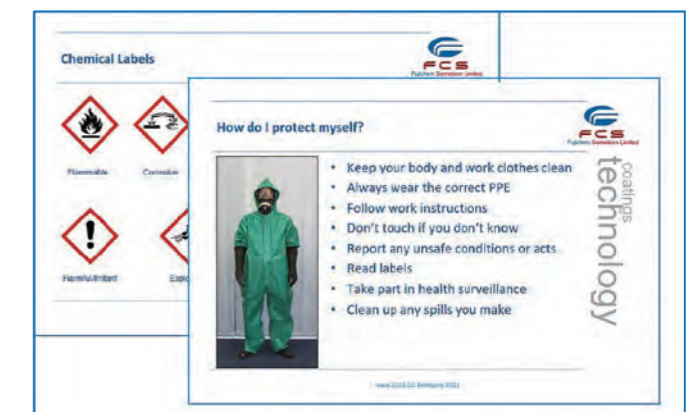 Chemical Labels
FCS
Flammable
Corrosive
Harmful/Irritant
How do I protect myself?
FCS
• Keep your body and work clothes clean
• Always wear the correct PPE
• Follow work instructions
• Don't touch if you don't know
• Report any unsafe conditions or acts
• Read labels
• Take part in health surveillance
• Clean up any spills you make
coatings
technology